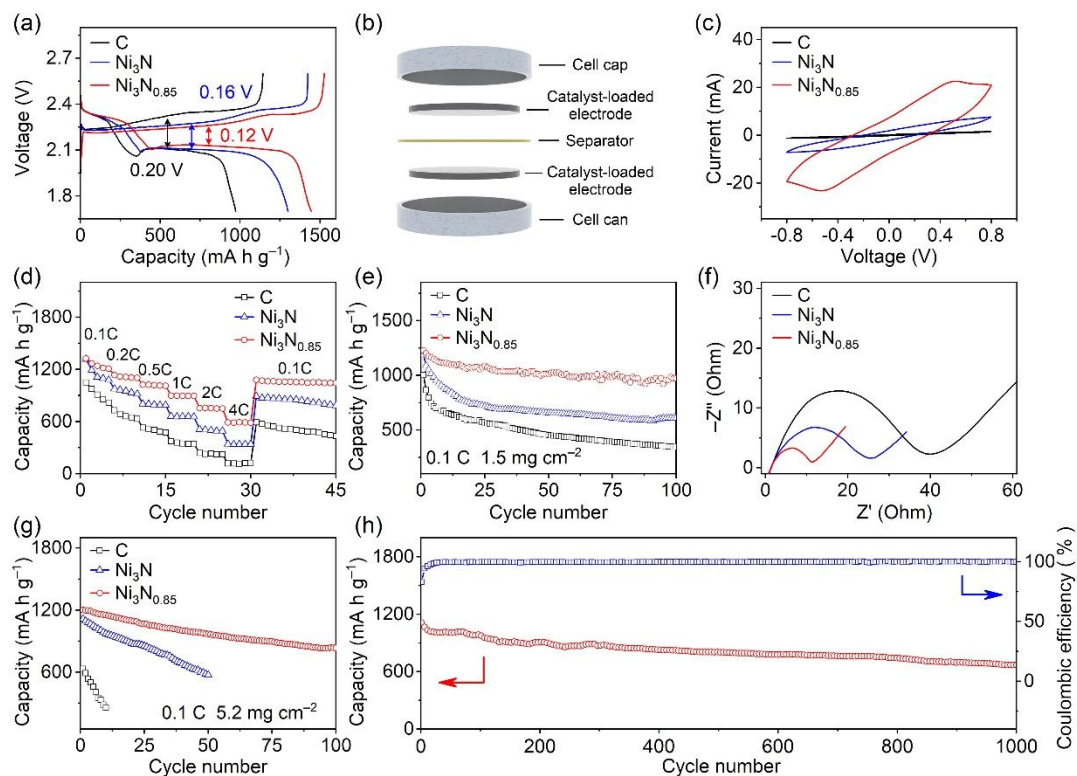 (a)
C
Ni₃N
Ni₃N₀.₈₅
0.16 V
0.12 V
0.20 V
2.7
2.4
2.1
1.8
Voltage (V)
0 500 1000 1500
Capacity (mA h g⁻¹)
(b)
Cell cap
Catalyst-loaded
electrode
Separator
Catalyst-loaded
electrode
Cell can
(c)
C
Ni₃N
Ni₃N₀.₈₅
40
20
0
-20
Current (mA)
-0.8 -0.4 0.0 0.4 0.8
Voltage (V)
(d)
C
Ni₃N
Ni₃N₀.₈₅
0.1C
0.2C
0.5C
1C
2C
4C
0.1C
1800
1200
600
0
Capacity (mA h g⁻¹)
0 15 30 45
Cycle number
(e)
C
Ni₃N
Ni₃N₀.₈₅
0.1 C 1.5 mg cm⁻²
1500
1000
500
Capacity (mA h g⁻¹)
0 25 50 75 100
Cycle number
(f)
C
Ni₃N
Ni₃N₀.₈₅
30
20
10
0
−Z'' (Ohm)
0 20 40 60
Z' (Ohm)
(g)
C
Ni₃N
Ni₃N₀.₈₅
0.1 C 5.2 mg cm⁻²
1800
1200
600
Capacity (mA h g⁻¹)
0 25 50 75 100
Cycle number
(h)
1800
1200
600
0
Capacity (mA h g⁻¹)
100
50
0
Coulombic efficiency ( % )
0 200 400 600 800 1000
Cycle number